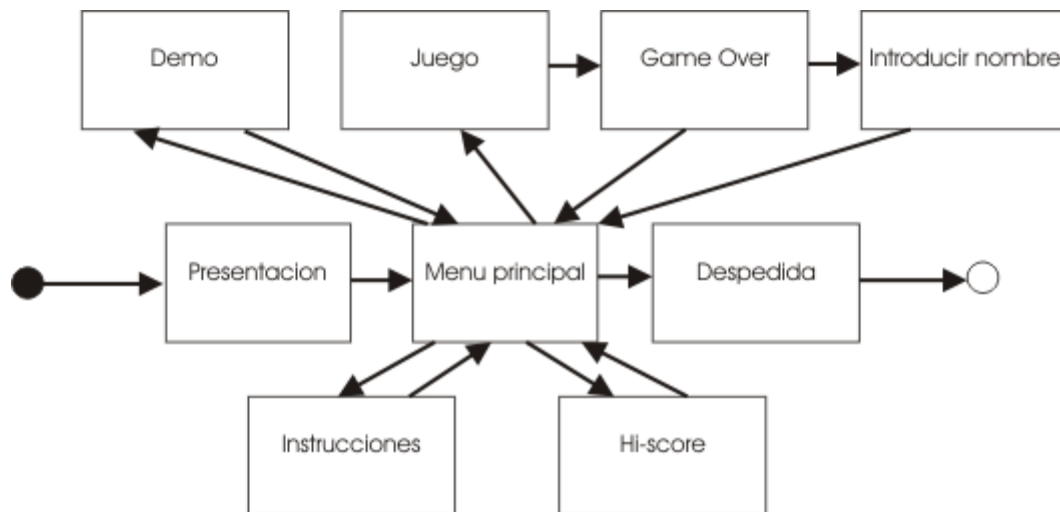 Demo
Juego
Game Over
Introducir nombre
Presentacion
Menu principal
Despedida
Instrucciones
Hi-score